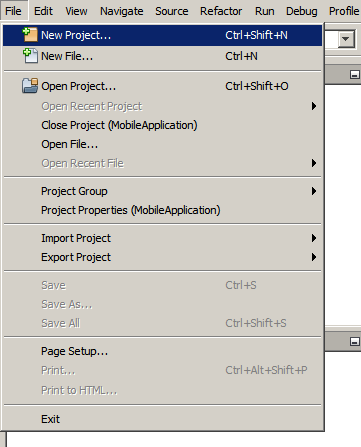 File Edit View Navigate Source Refactor Run Debug Profile
New Project... Ctrl+Shift+N
New File... Ctrl+N
Open Project... Ctrl+Shift+O
Open Recent Project
Close Project (MobileApplication)
Open File...
Open Recent File
Project Group
Project Properties (MobileApplication)
Import Project
Export Project
Save Ctrl+S
Save As...
Save All Ctrl+Shift+S
Page Setup...
Print... Ctrl+Alt+Shift+P
Print to HTML...
Exit